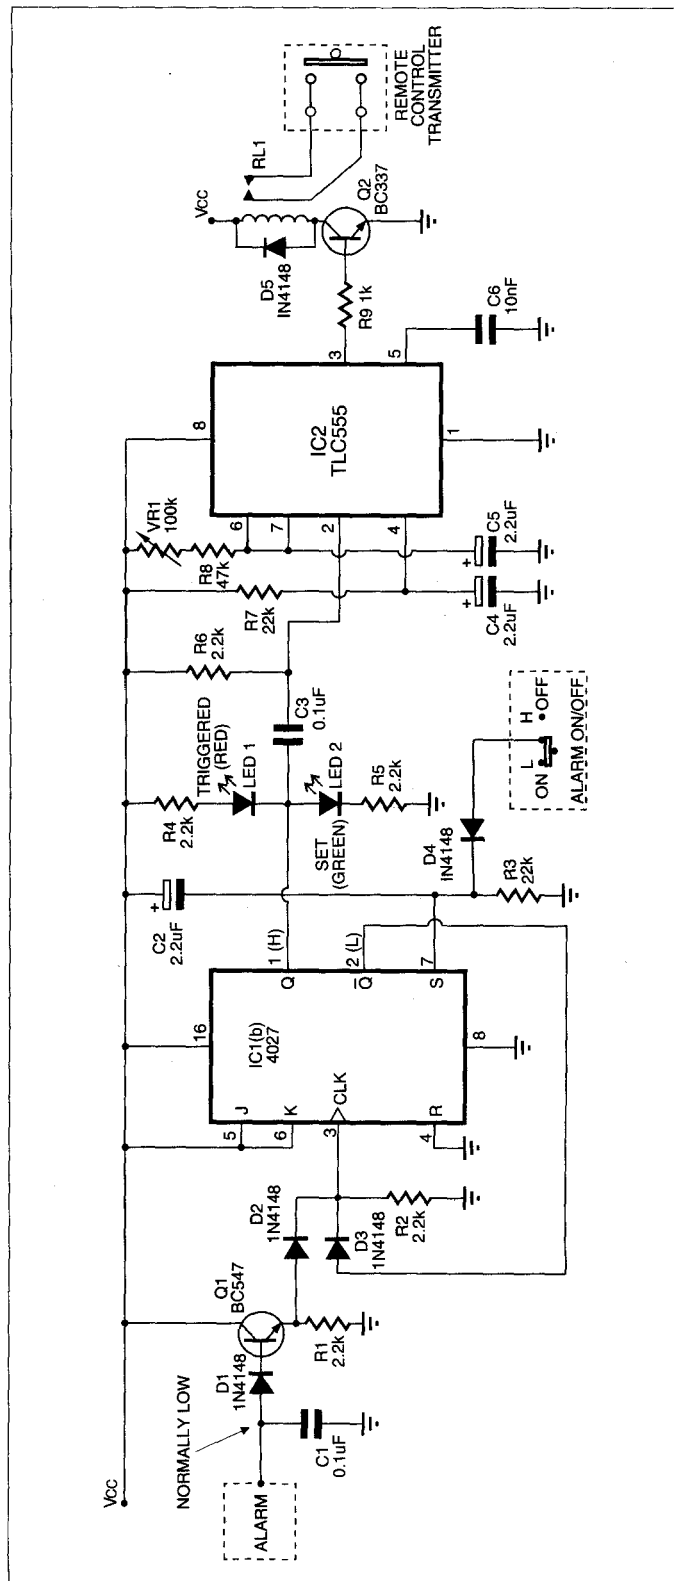 Vcc
NORMALLY LOW
ALARM
C1
0.1uF
D1
1N4148
Q1
BC547
R1
2.2k
D2
1N4148
D3
1N4148
R2
2.2k
5
J
6
K
3
CLK
4
R
16
IC1(b)
4027
8
1 (H)
Q
2 (L)
Q
7
S
C2
2.2uF
+
R4
2.2k
TRIGGERED
(RED)
LED 1
SET
(GREEN)
LED 2
R5
2.2k
D4
IN4148
R3
22k
ON
L
H
OFF
ALARM ON/OFF
C3
0.1uF
R6
2.2k
R7
22k
VR1
100k
R8
47k
+
C4
2.2uF
+
C5
2.2uF
6
7
2
4
8
IC2
TLC555
1
3
5
R9 1k
C6
10nF
Vcc
D5
IN4148
RL1
Q2
BC337
REMOTE
CONTROL
TRANSMITTER